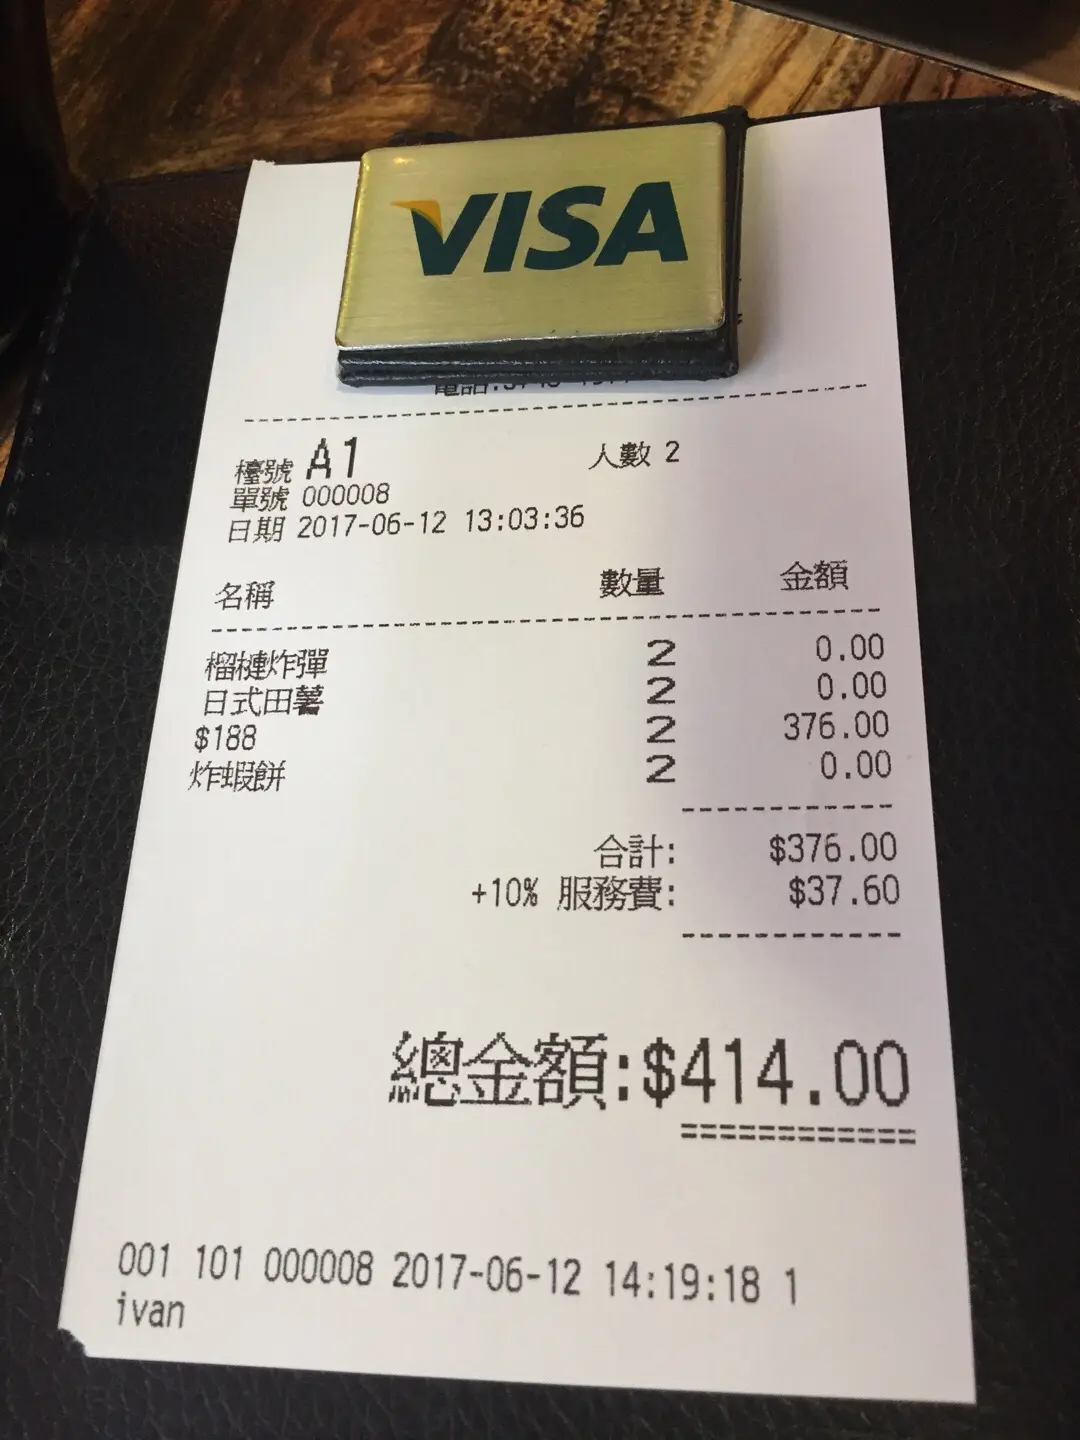 VISA
電話:
檯號 A1 人數 2
單號 000008
日期 2017-06-12 13:03:36
名稱 數量 金額
榴槤炸彈 2 0.00
日式田薯 2 0.00
$188 2 376.00
炸蝦餅 2 0.00
合計: $376.00
+10% 服務費: $37.60
總金額:$414.00
001 101 000008 2017-06-12 14:19:18 1
ivan